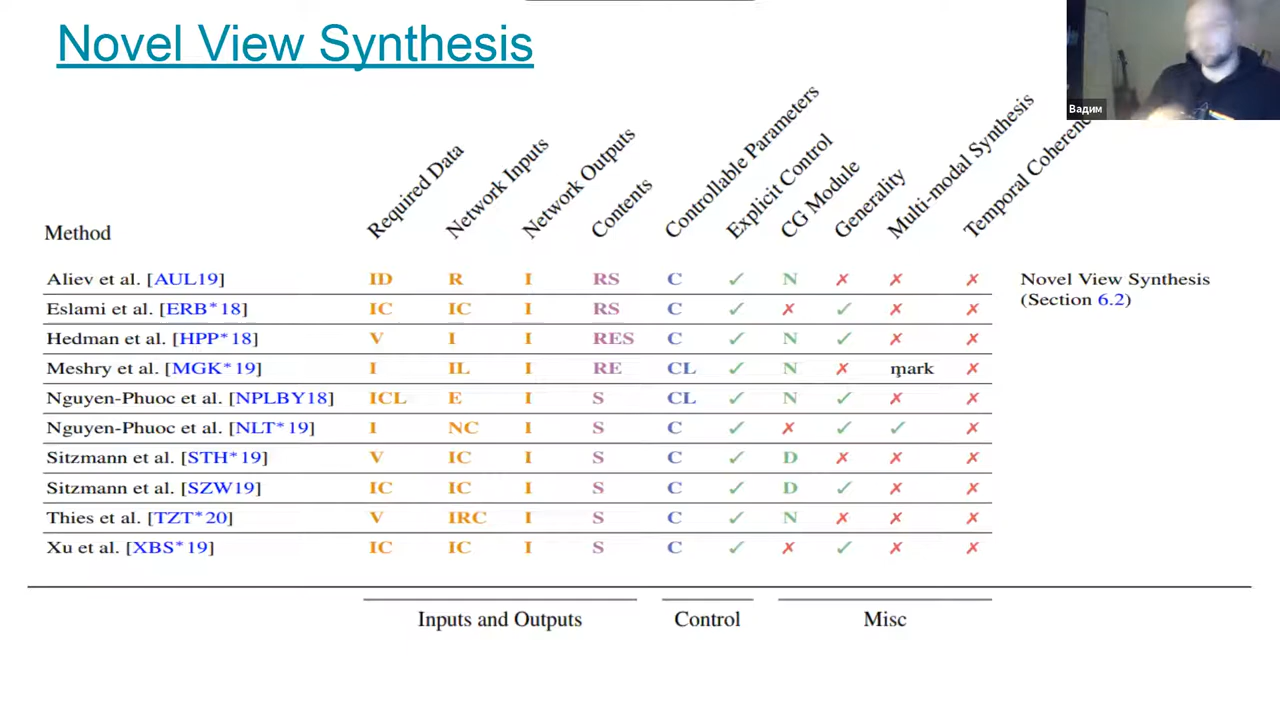 Novel View Synthesis
Вадим
Method Required Data Network Inputs Network Outputs Contents Controllable Parameters Explicit Control CG Module Generality Multi-modal Synthesis Temporal Coherenc
Aliev et al. [AUL19] ID R I RS C ✓ N ✗ ✗ ✗ Novel View Synthesis
(Section 6.2)
Eslami et al. [ERB*18] IC IC I RS C ✓ ✗ ✓ ✗ ✗
Hedman et al. [HPP*18] V I I RES C ✓ N ✓ ✗ ✗
Meshry et al. [MGK*19] I IL I RE CL ✓ N ✗ mark ✗
Nguyen-Phuoc et al. [NPLBY18] ICL E I S CL ✓ N ✓ ✗ ✗
Nguyen-Phuoc et al. [NLT*19] I NC I S C ✓ ✗ ✓ ✓ ✗
Sitzmann et al. [STH*19] V IC I S C ✓ D ✗ ✗ ✗
Sitzmann et al. [SZW19] IC IC I S C ✓ D ✓ ✗ ✗
Thies et al. [TZT*20] V IRC I S C ✓ N ✗ ✗ ✗
Xu et al. [XBS*19] IC IC I S C ✓ ✗ ✓ ✗ ✗
Inputs and Outputs Control Misc